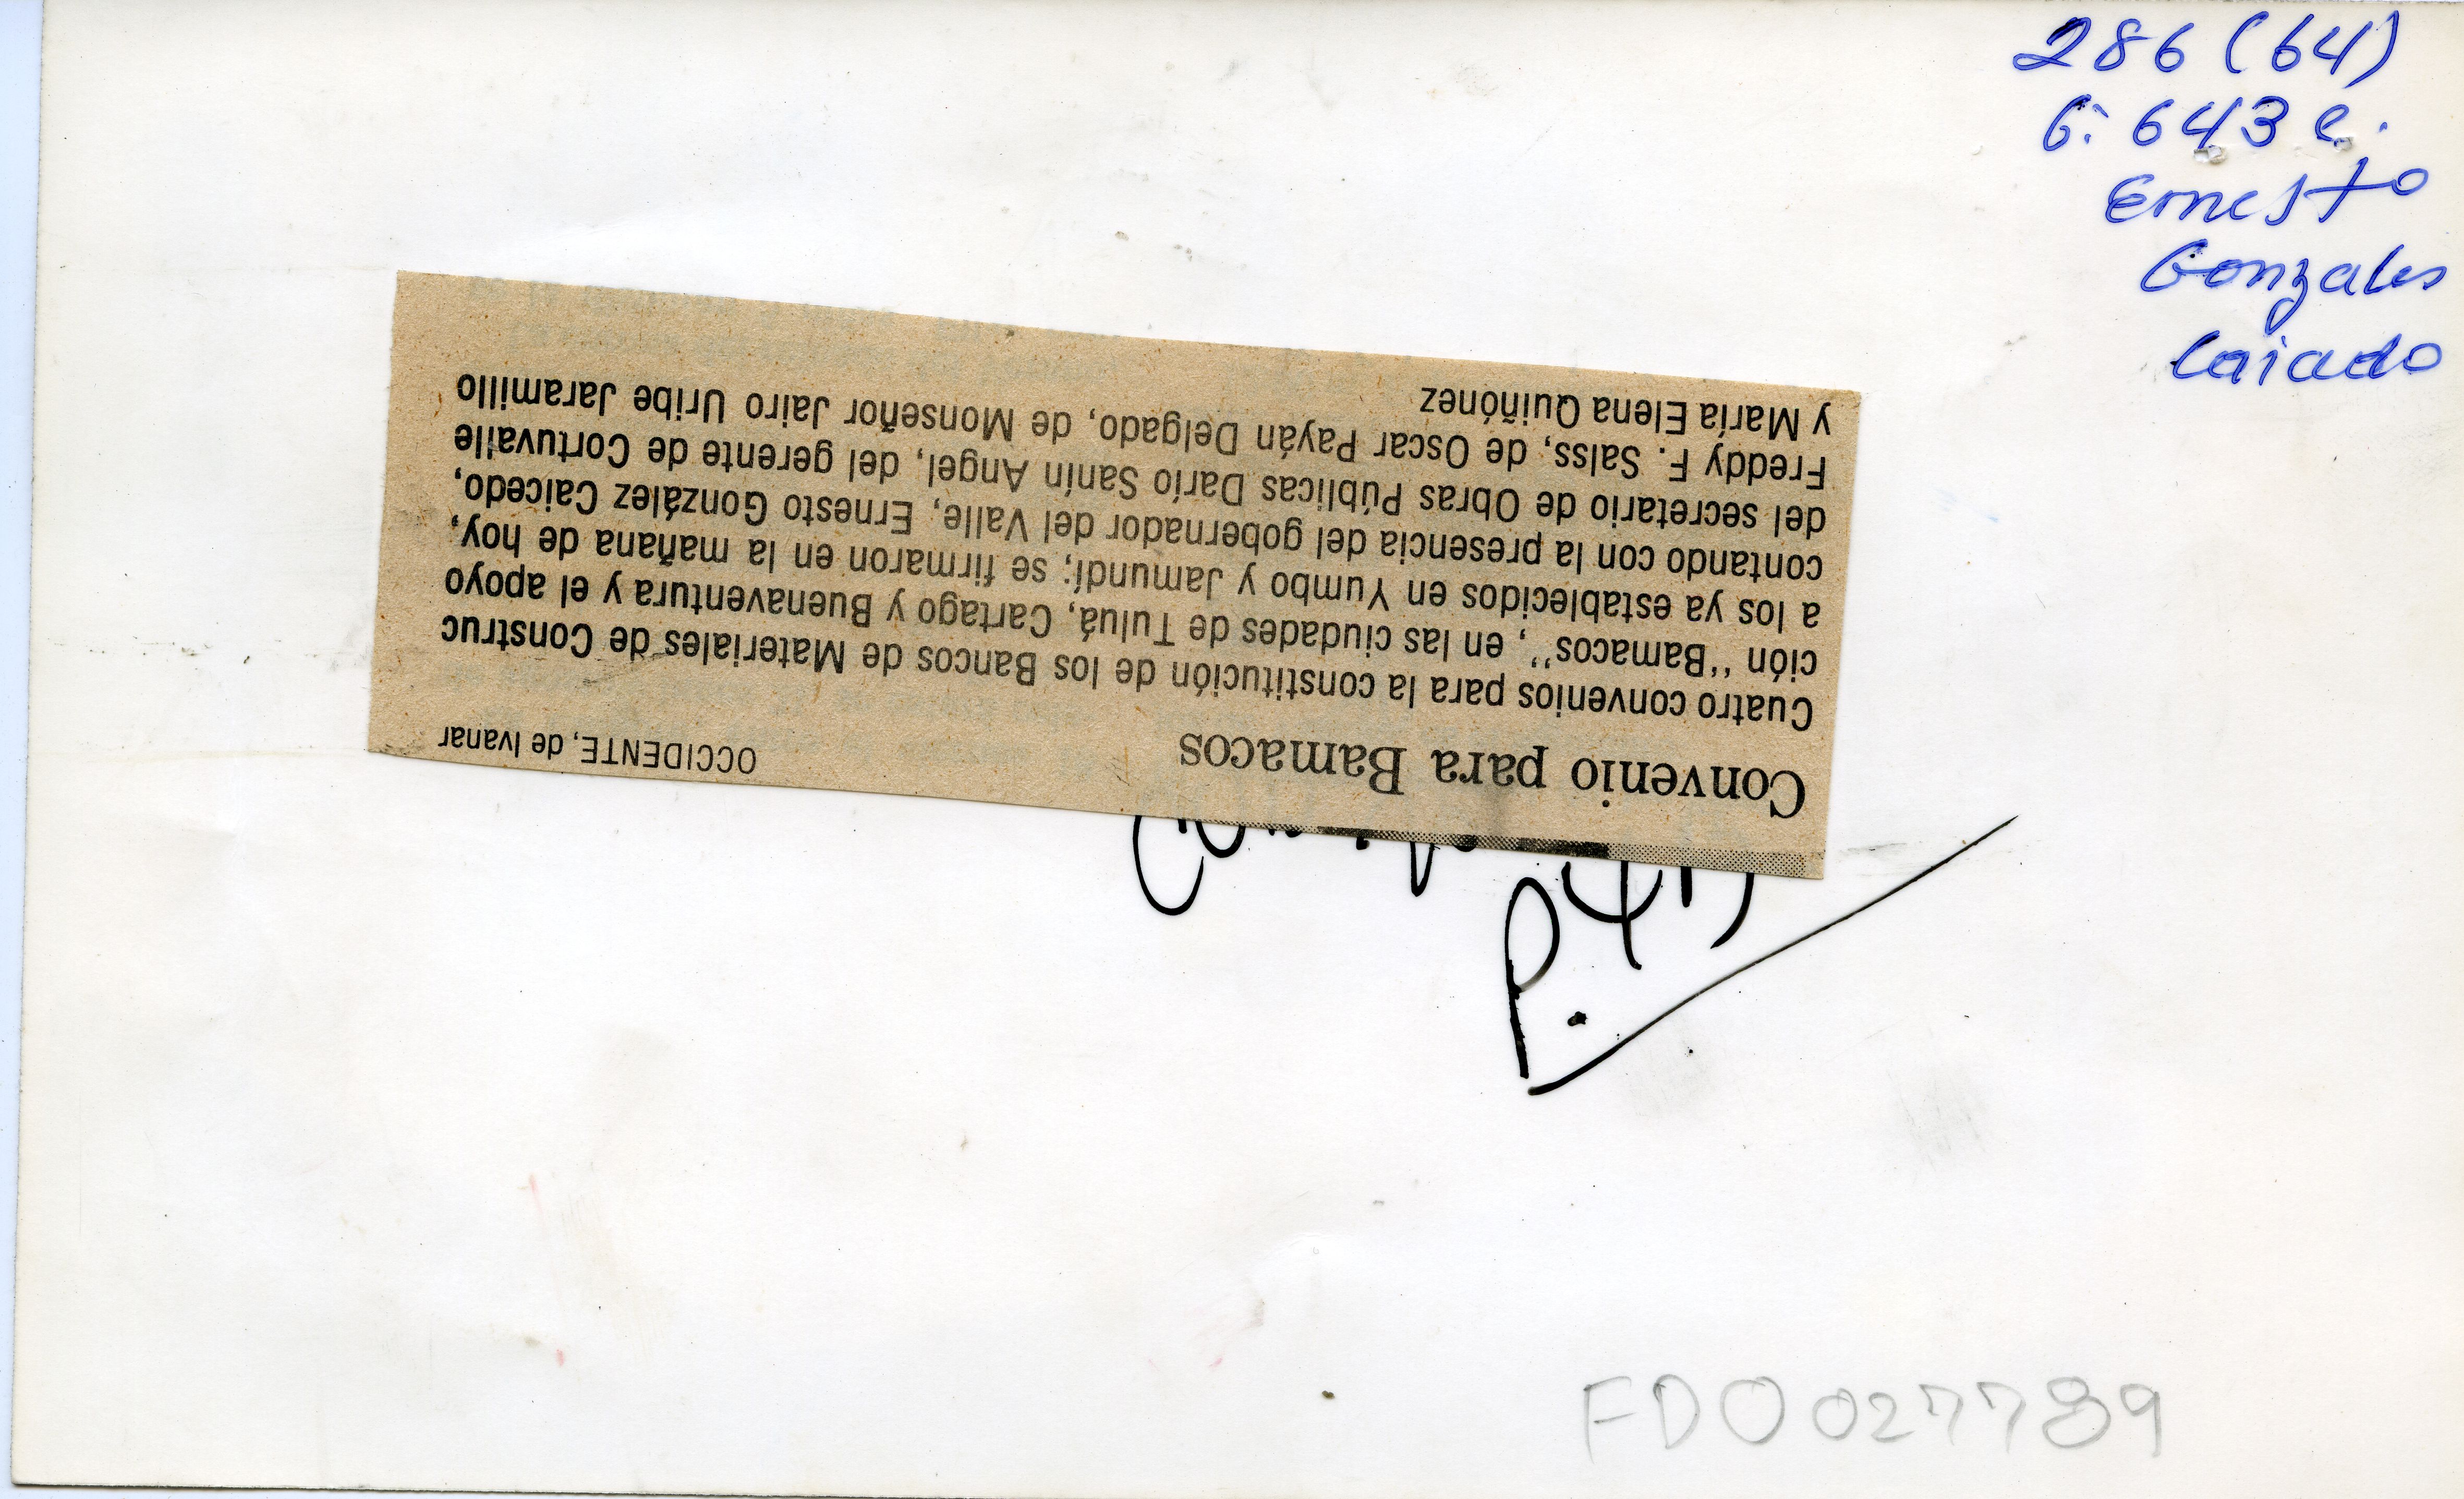 286 (64)
G: 643 C.
Ernesto
Gonzales
Caicedo
Convenio para Bamacos
OCCIDENTE, de Ivanar
Cuatro convenios para la constitución de los Bancos de Materiales de Construc
ción "Bamacos", en las ciudades de Tuluá, Cartago y Buenaventura y el apoyo
a los ya establecidos en Yumbo y Jamundí; se firmaron en la mañana de hoy,
contando con la presencia del gobernador del Valle, Ernesto González Caicedo,
del secretario de Obras Públicas Darío Sanín Angel, del gerente de Cortuvalle
Freddy F. Salss, de Oscar Payán Delgado, de Monseñor Jairo Uribe Jaramillo
y María Elena Quiñónez
P.
FDO027789